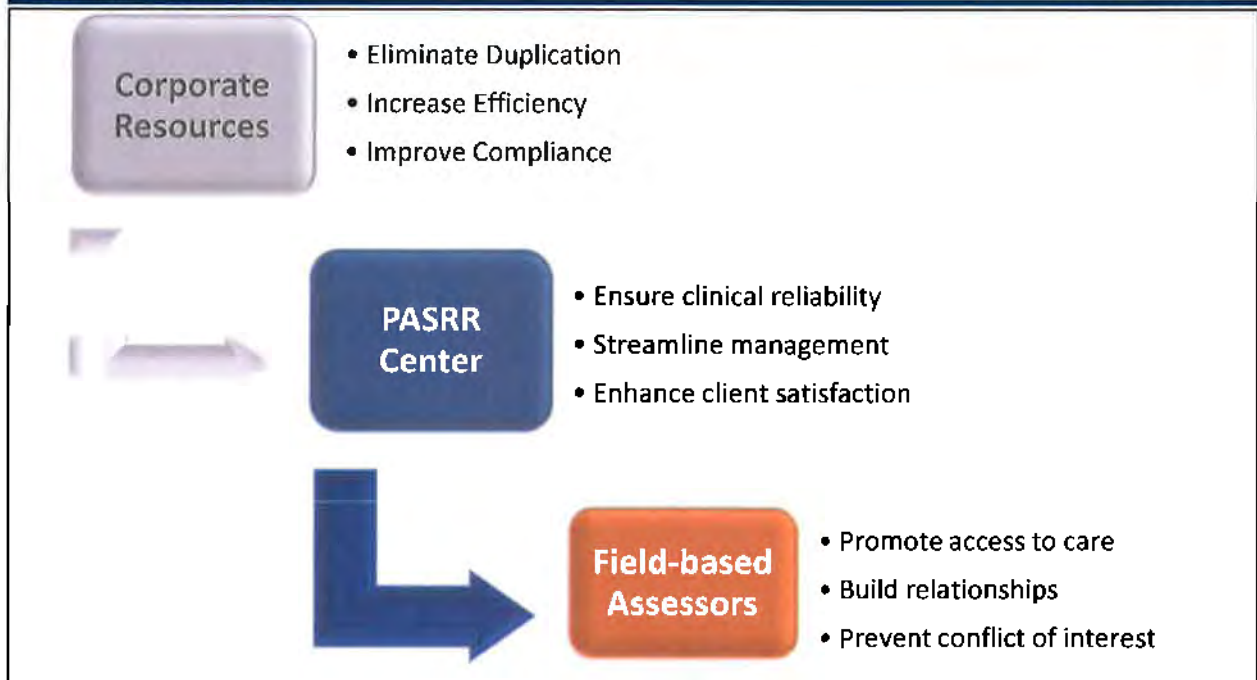 Corporate
Resources
• Eliminate Duplication
• Increase Efficiency
• Improve Compliance
PASRR
Center
• Ensure clinical reliability
• Streamline management
• Enhance client satisfaction
Field-based
Assessors
• Promote access to care
• Build relationships
• Prevent conflict of interest